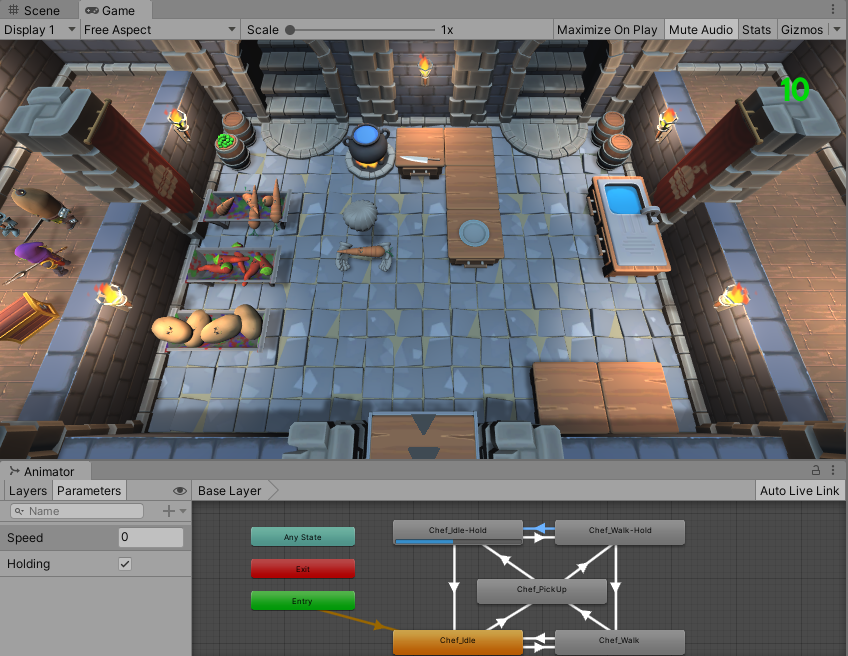 Scene Game
Display 1 Free Aspect Scale 1x Maximize On Play Mute Audio Stats Gizmos
10
Animator
Layers Parameters Base Layer Auto Live Link
Name
Speed 0
Holding
Chef_Idle-Hold Chef_Walk-Hold
Any State
Exit
Chef_PickUp
Entry
Chef_Idle Chef_Walk